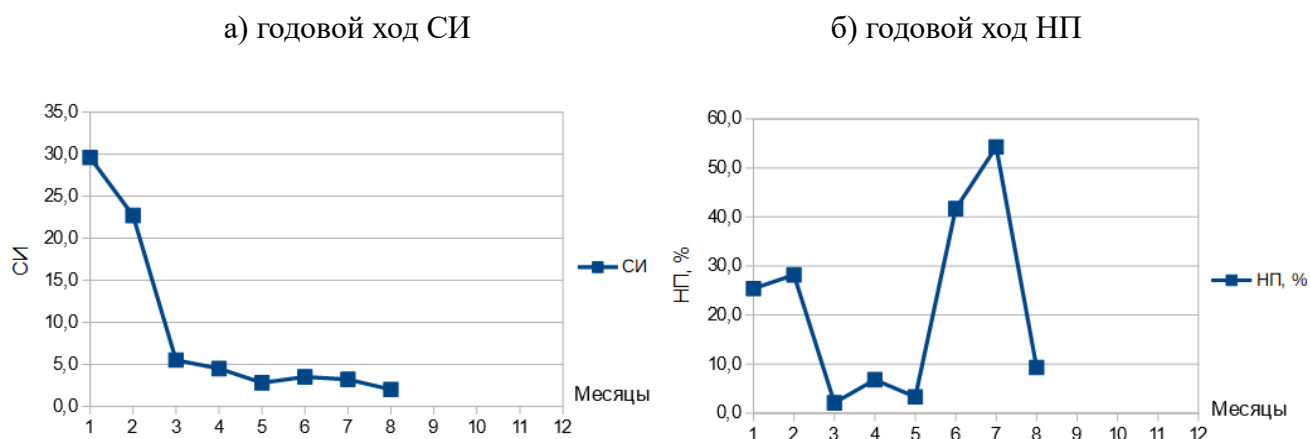 а) годовой ход СИ
35,0
30,0
25,0
20,0
15,0
10,0
5,0
0,0
СИ
СИ
Месяцы
1 2 3 4 5 6 7 8 9 10 11 12
б) годовой ход НП
60,0
50,0
40,0
30,0
20,0
10,0
0,0
НП, %
НП, %
Месяцы
1 2 3 4 5 6 7 8 9 10 11 12